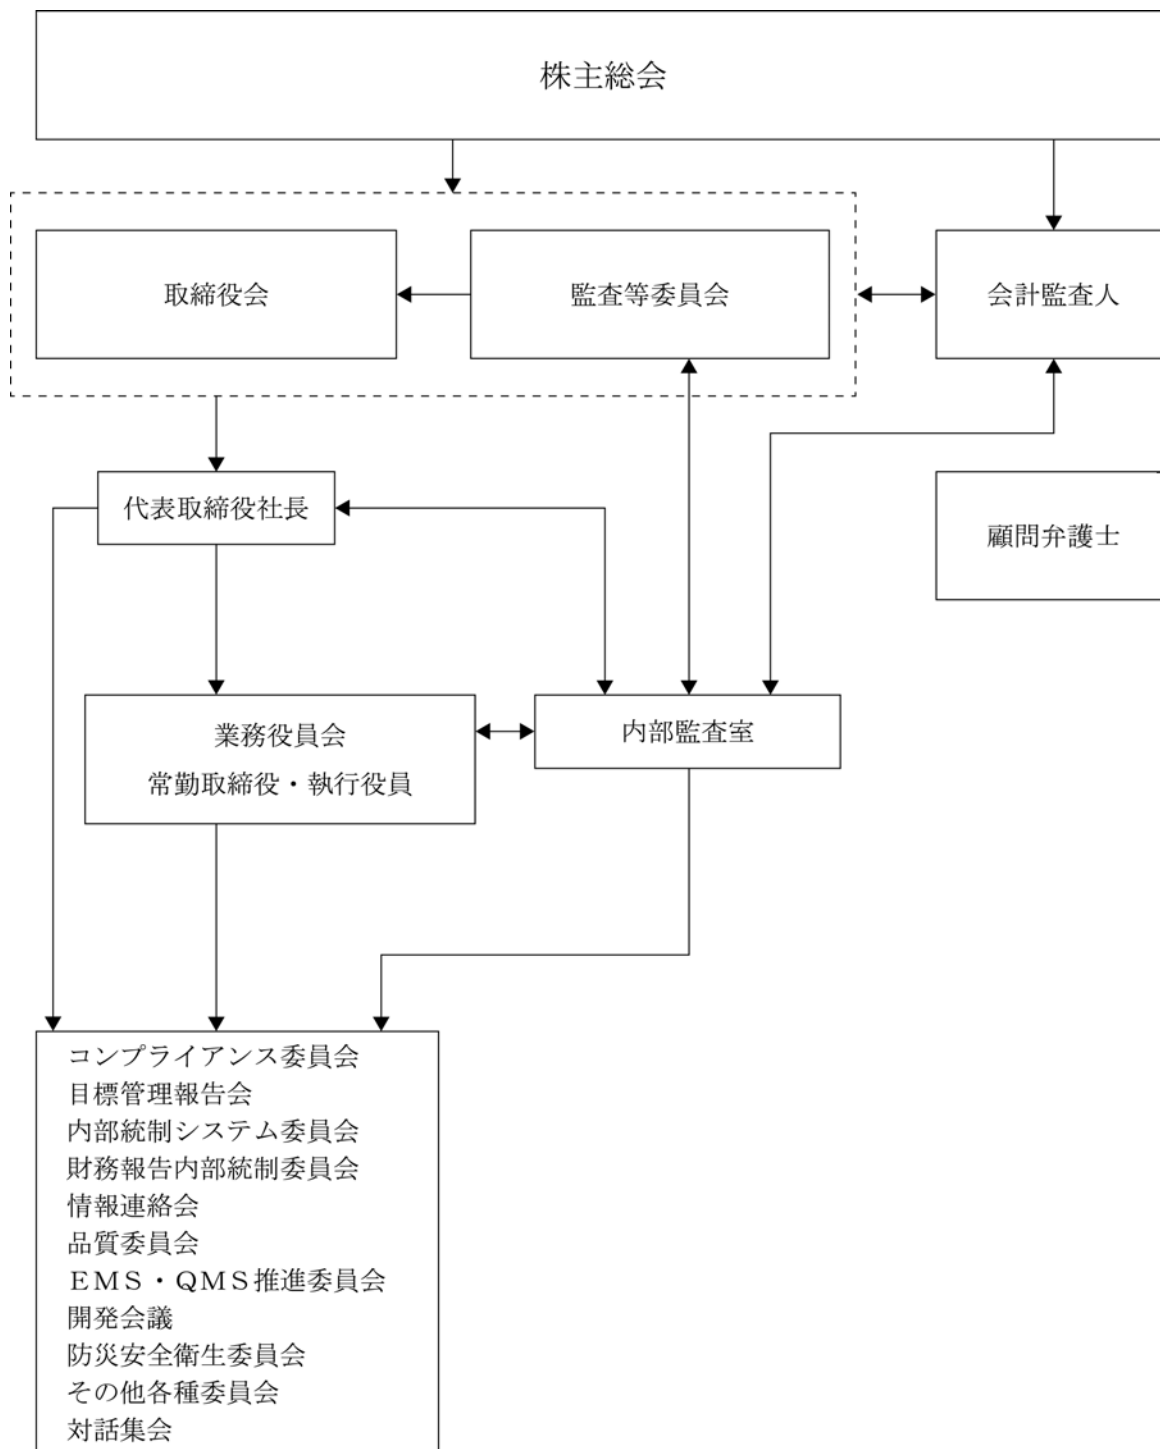 株主総会
取締役会
監査等委員会
会計監査人
代表取締役社長
顧問弁護士
業務役員会
常勤取締役・執行役員
内部監査室
コンプライアンス委員会
目標管理報告会
内部統制システム委員会
財務報告内部統制委員会
情報連絡会
品質委員会
ＥＭＳ・ＱＭＳ推進委員会
開発会議
防災安全衛生委員会
その他各種委員会
対話集会